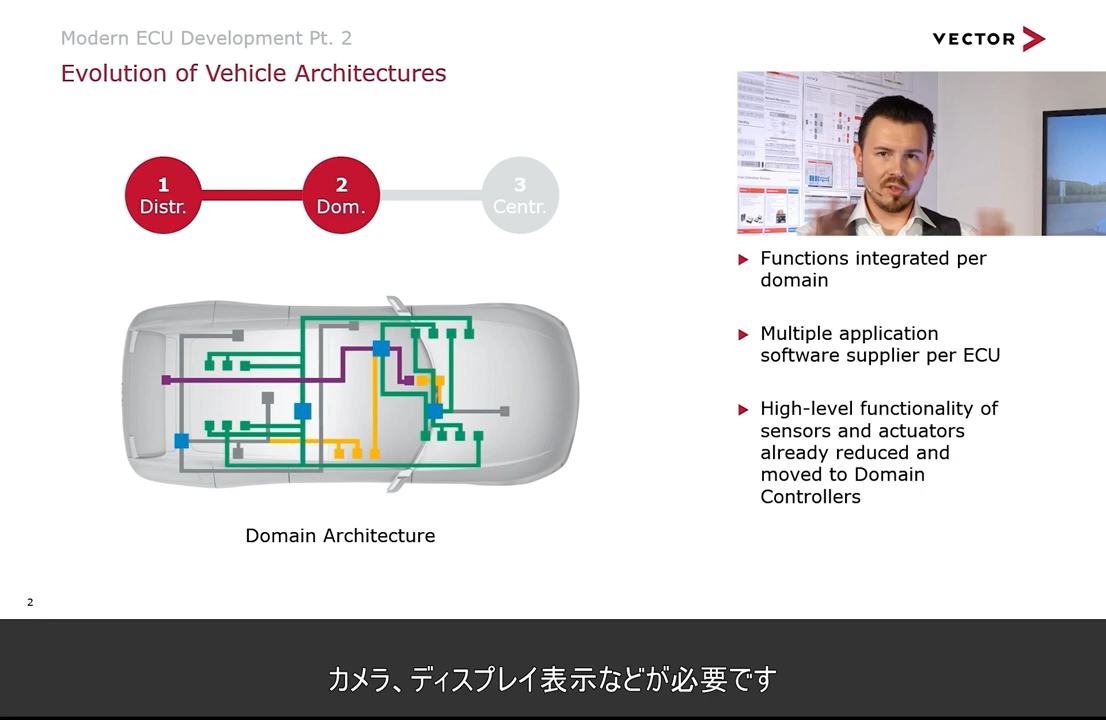 Modern ECU Development Pt. 2
Evolution of Vehicle Architectures
VECTOR
1
Distr.
2
Dom.
3
Centr.
Functions integrated per
domain
Multiple application
software supplier per ECU
High-level functionality of
sensors and actuators
already reduced and
moved to Domain
Controllers
Domain Architecture
2
カメラ、ディスプレイ表示などが必要です